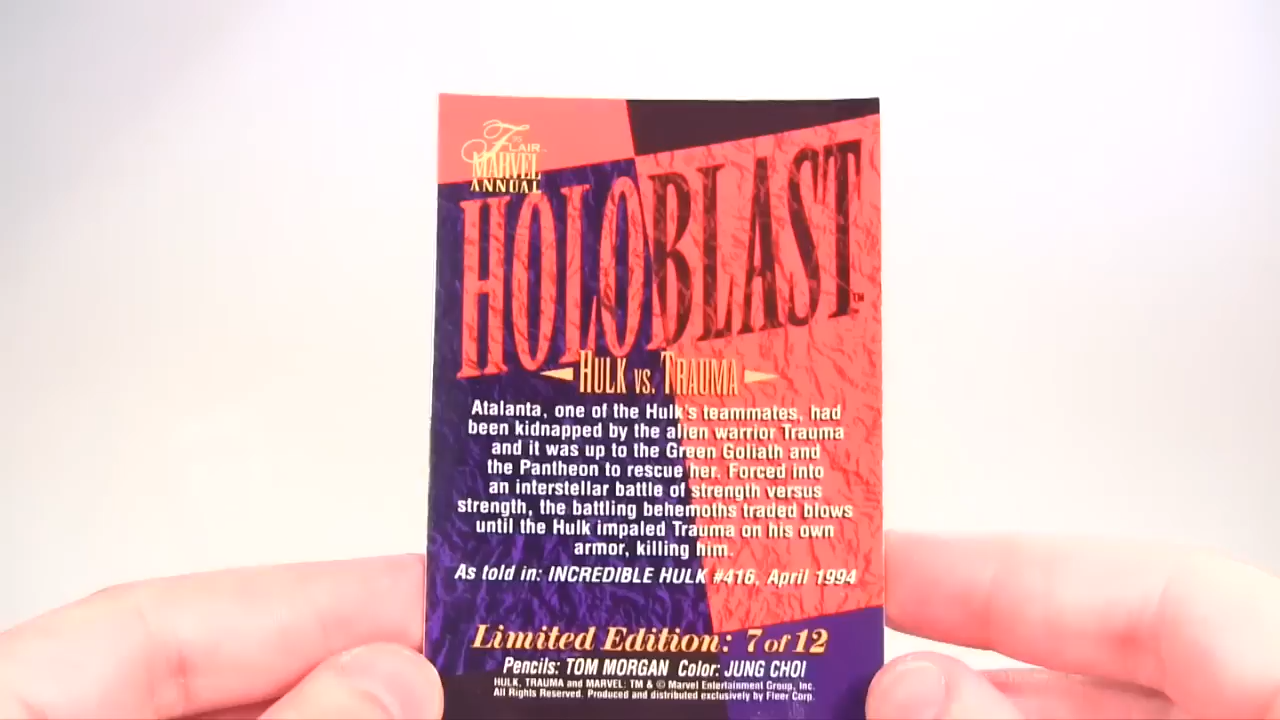 '95
FLAIR™
MARVEL
ANNUAL
HOLOBLAST™
HULK VS. TRAUMA
Atalanta, one of the Hulk's teammates, had
been kidnapped by the alien warrior Trauma
and it was up to the Green Goliath and
the Pantheon to rescue her. Forced into
an interstellar battle of strength versus
strength, the battling behemoths traded blows
until the Hulk impaled Trauma on his own
armor, killing him.
As told in: INCREDIBLE HULK #416, April 1994
Limited Edition: 7 of 12
Pencils: TOM MORGAN Color: JUNG CHOI
HULK, TRAUMA and MARVEL: TM & © Marvel Entertainment Group, Inc.
All Rights Reserved. Produced and distributed exclusively by Fleer Corp.